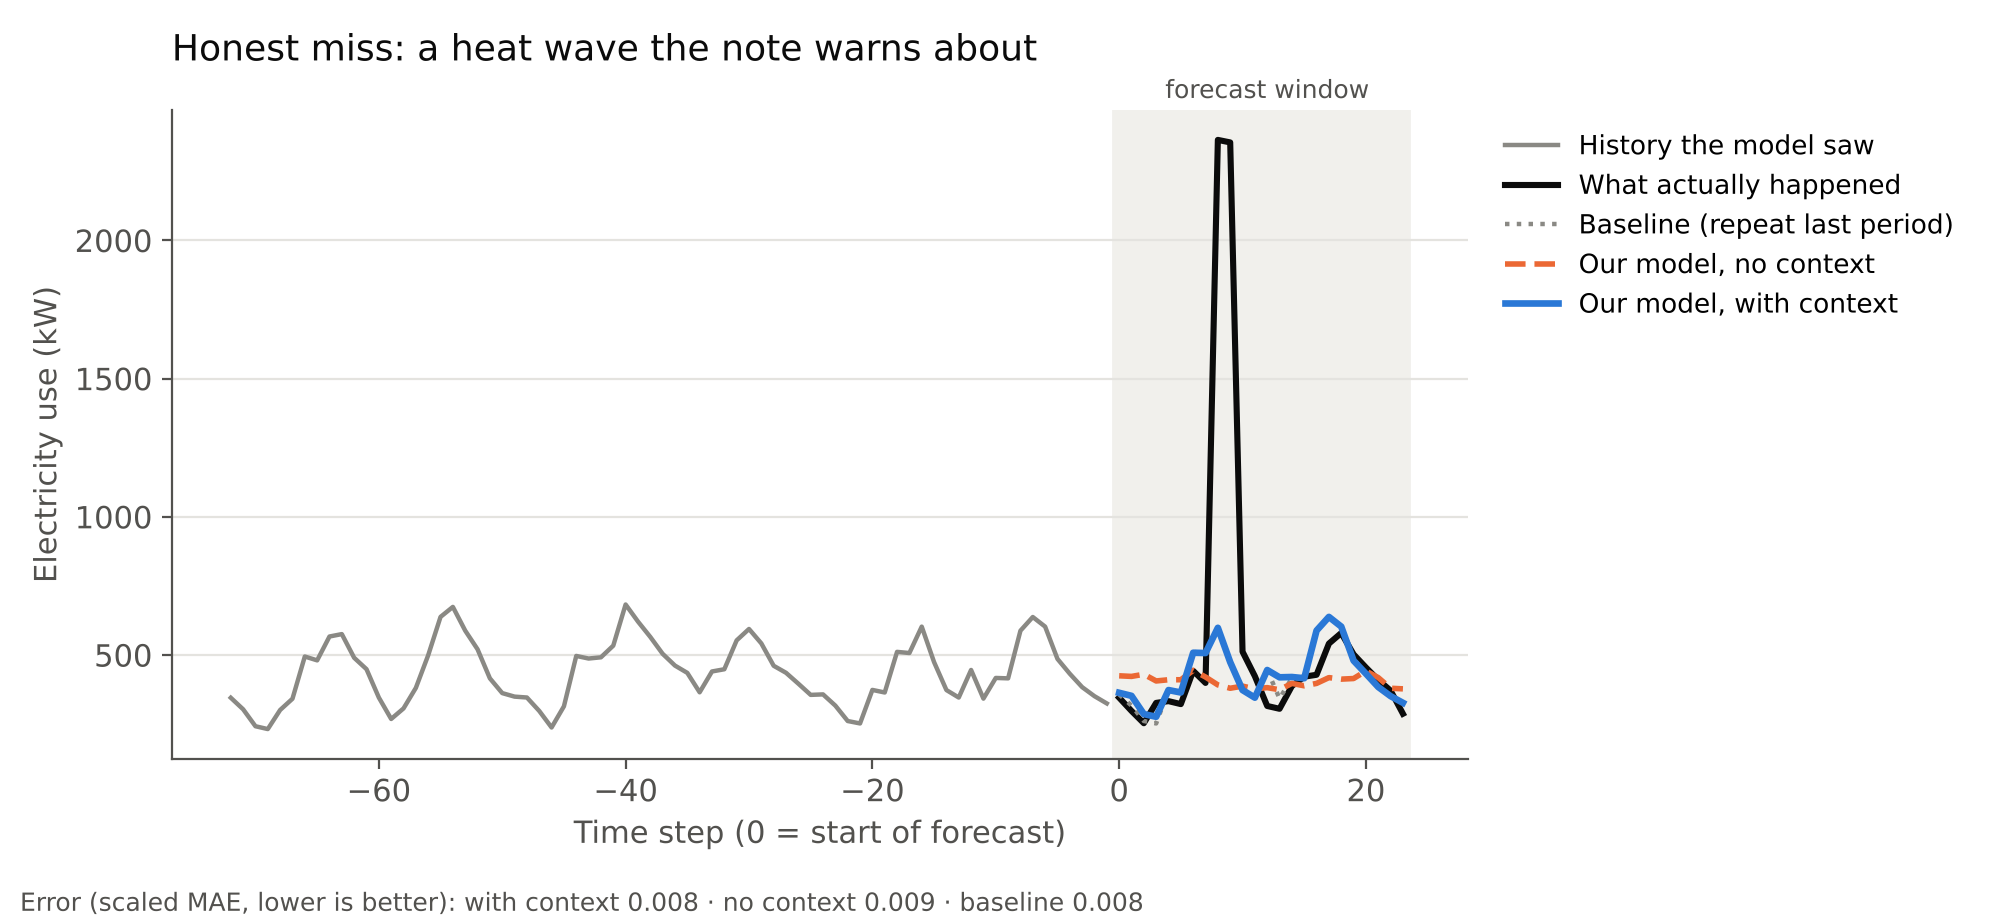 Honest miss: a heat wave the note warns about
forecast window
History the model saw
What actually happened
Baseline (repeat last period)
Our model, no context
Our model, with context
Electricity use (kW)
2000
1500
1000
500
−60
−40
−20
0
20
Time step (0 = start of forecast)
Error (scaled MAE, lower is better): with context 0.008 · no context 0.009 · baseline 0.008